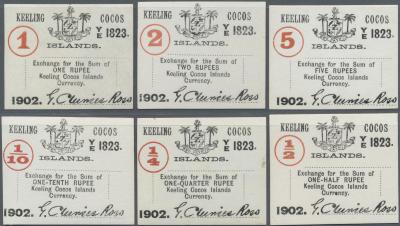 KEELING COCOS
1 YE 1823.
ISLANDS.
Exchange for the Sum of
ONE RUPEE
Keeling Cocos Islands
Currency.
1902. G. Clunies Ross
KEELING COCOS
2 YE 1823.
ISLANDS.
Exchange for the Sum of
TWO RUPEES
Keeling Cocos Islands
Currency.
1902. G. Clunies Ross
KEELING COCOS
5 YE 1823.
ISLANDS.
Exchange for the Sum of
FIVE RUPEES
Keeling Cocos Islands
Currency.
1902. G. Clunies Ross
KEELING COCOS
1/10 YE 1823.
ISLANDS.
Exchange for the Sum of
ONE-TENTH RUPEE
Keeling Cocos Islands
Currency.
1902. G. Clunies Ross
KEELING COCOS
1/4 YE 1823.
ISLANDS.
Exchange for the Sum of
ONE-QUARTER RUPEE
Keeling Cocos Islands
Currency.
1902. G. Clunies Ross
KEELING COCOS
1/2 YE 1823.
ISLANDS.
Exchange for the Sum of
ONE-HALF RUPEE
Keeling Cocos Islands
Currency.
1902. G. Clunies Ross